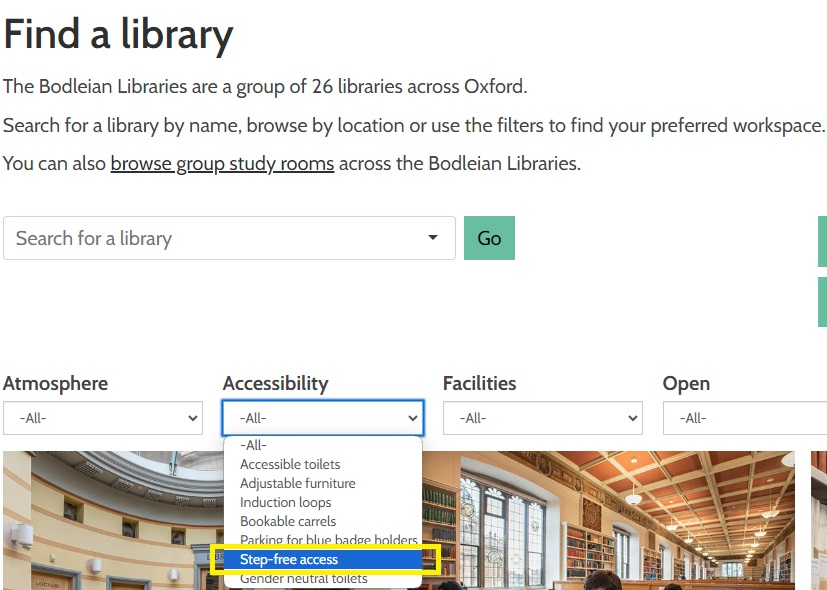 Find a library
The Bodleian Libraries are a group of 26 libraries across Oxford.
Search for a library by name, browse by location or use the filters to find your preferred workspace.
You can also browse group study rooms across the Bodleian Libraries.
Search for a library
Go
Atmosphere
Accessibility
Facilities
Open
-All-
-All-
-All-
-All-
-All-
Accessible toilets
Adjustable furniture
Induction loops
Bookable carrels
Parking for blue badge holders
Step-free access
Gender neutral toilets